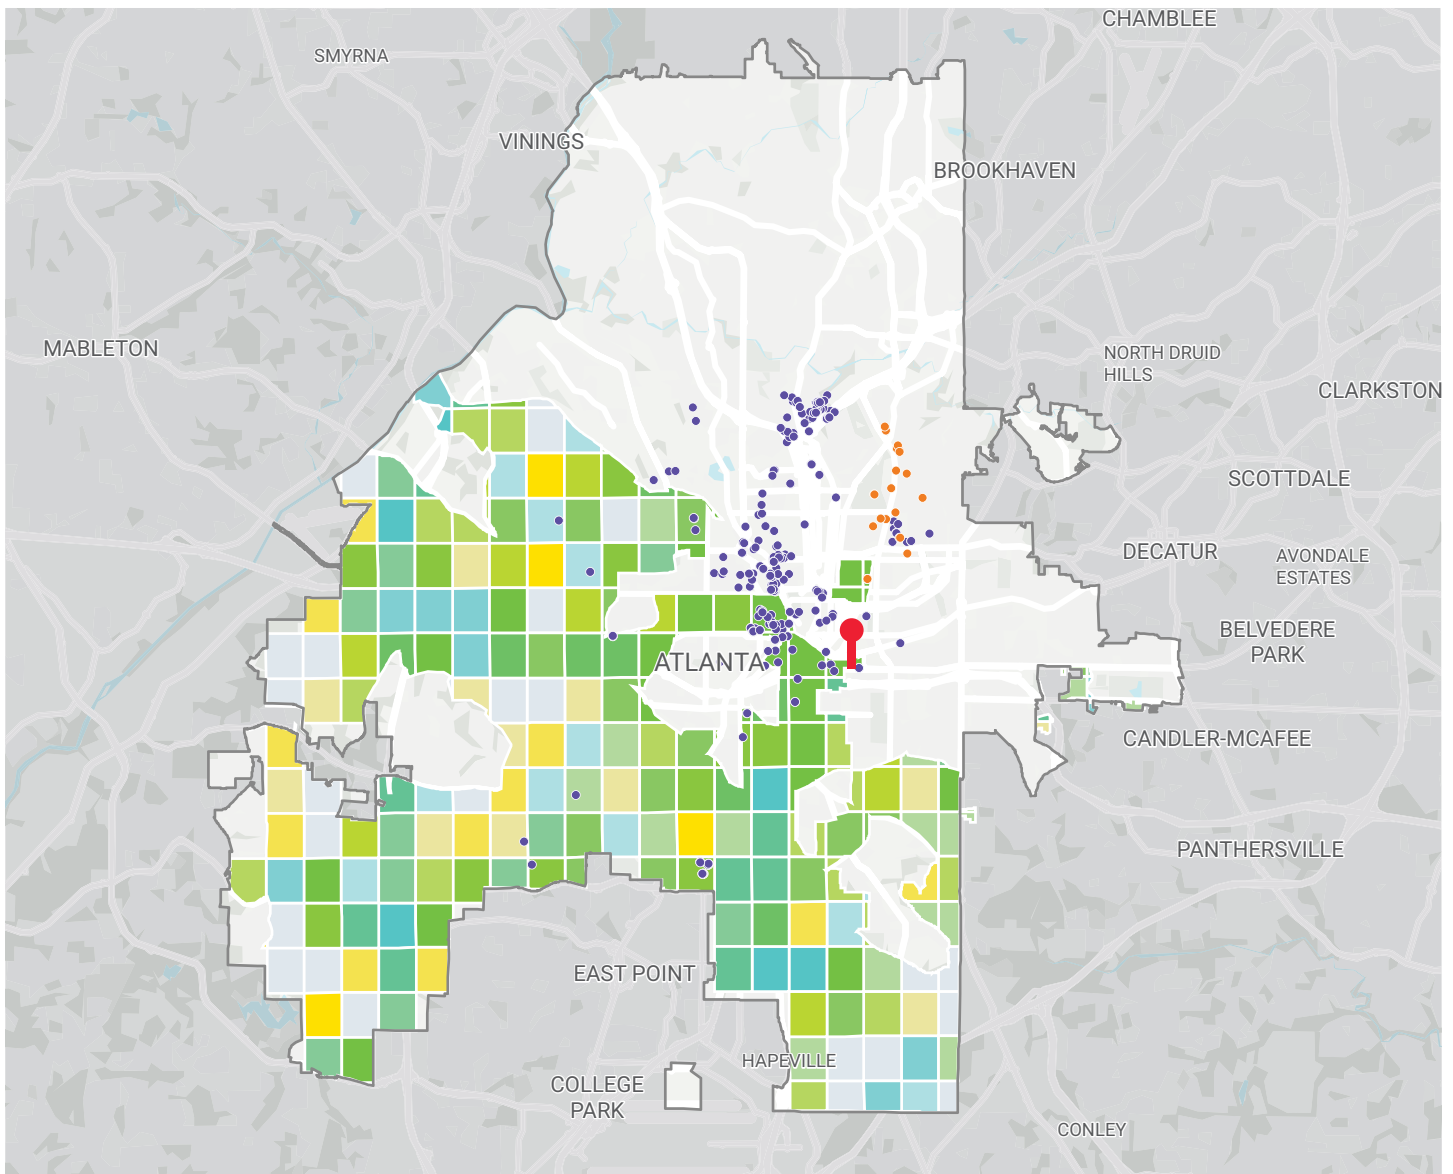 CHAMBLEE
SMYRNA
VININGS
BROOKHAVEN
MABLETON
NORTH DRUID
HILLS
CLARKSTON
SCOTTDALE
DECATUR
AVONDALE
ESTATES
BELVEDERE
PARK
ATLANTA
CANDLER-MCAFEE
PANTHERSVILLE
EAST POINT
HAPEVILLE
COLLEGE
PARK
CONLEY